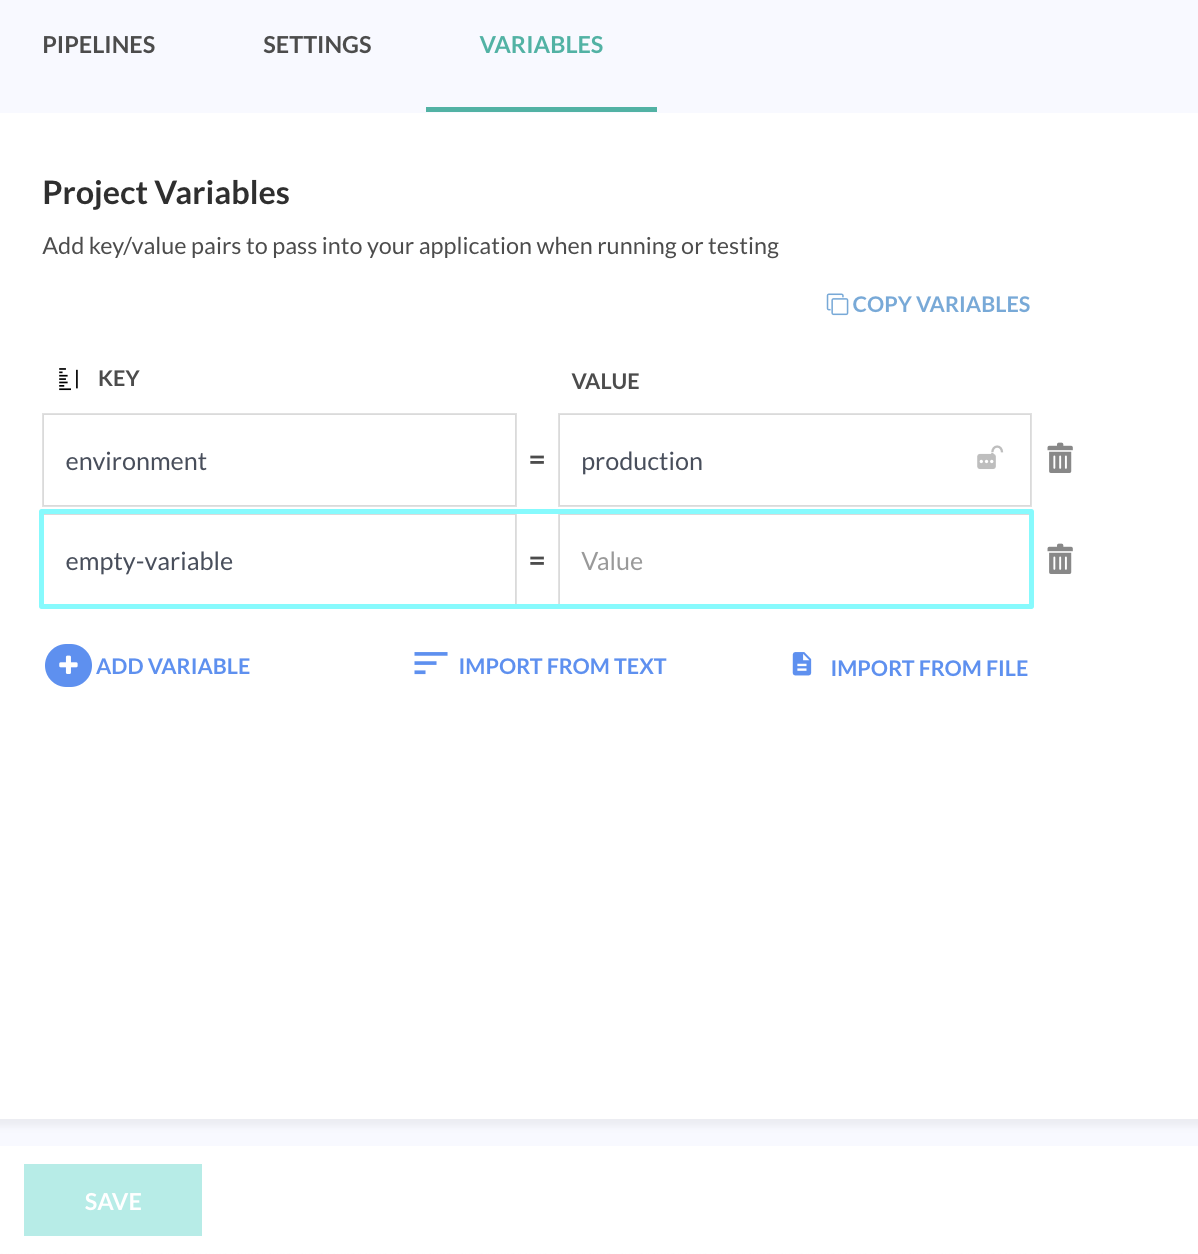 PIPELINES SETTINGS VARIABLES
Project Variables
Add key/value pairs to pass into your application when running or testing
COPY VARIABLES
KEY VALUE
environment = production
empty-variable = Value
ADD VARIABLE IMPORT FROM TEXT IMPORT FROM FILE
SAVE